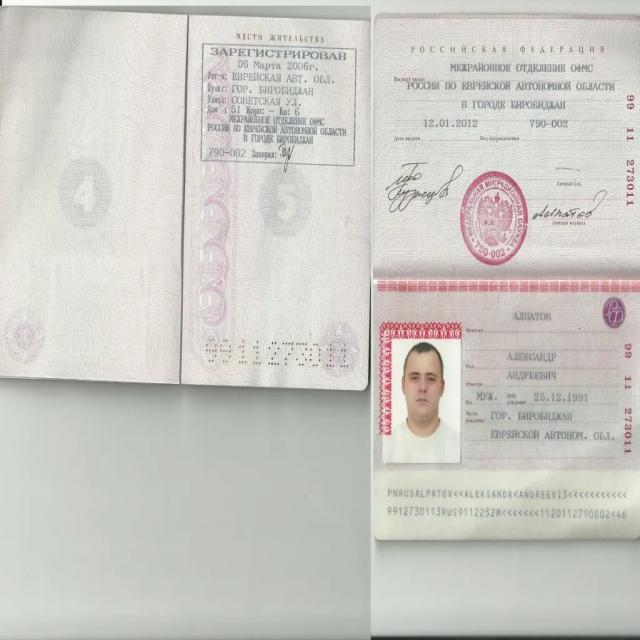 4
МЕСТО ЖИТЕЛЬСТВА
ЗАРЕГИСТРИРОВАН
06 Марта 2006г.
Рег-н: ЕВРЕЙСКАЯ АВТ. ОБЛ.
Пункт: ГОР. БИРОБИДЖАН
Улица: СОВЕТСКАЯ УЛ.
Дом 51 Корп. - Кв: 6
МЕЖРАЙОННОЕ ОТДЕЛЕНИЕ ОФМС
РОССИИ ПО ЕВРЕЙСКОЙ АВТОНОМНОЙ ОБЛАСТИ
В ГОРОДЕ БИРОБИДЖАН
790-002 Заверил:
5
99 11 273011
РОССИЙСКАЯ ФЕДЕРАЦИЯ
Паспорт выдан
МЕЖРАЙОННОЕ ОТДЕЛЕНИЕ ОФМС
РОССИИ ПО ЕВРЕЙСКОЙ АВТОНОМНОЙ ОБЛАСТИ
В ГОРОДЕ БИРОБИДЖАН
Дата выдачи 12.01.2012 Код подразделения 790-002
Личный код
Личная подпись
790-002
99 11 273011
АЛПАТОВ
Фамилия
АЛЕКСАНДР
Имя
АНДРЕЕВИЧ
Отчество
Пол МУЖ. Дата рождения 25.12.1991
Место рождения ГОР. БИРОБИДЖАН
ЕВРЕЙСКОЙ АВТОНОМ. ОБЛ.
99 11 273011
PNRUSALPATOV<<ALEKSANDR<ANDREEVI3<<<<<<<<<<<
9912730113RUS9112252M<<<<<<<1120112790002<46